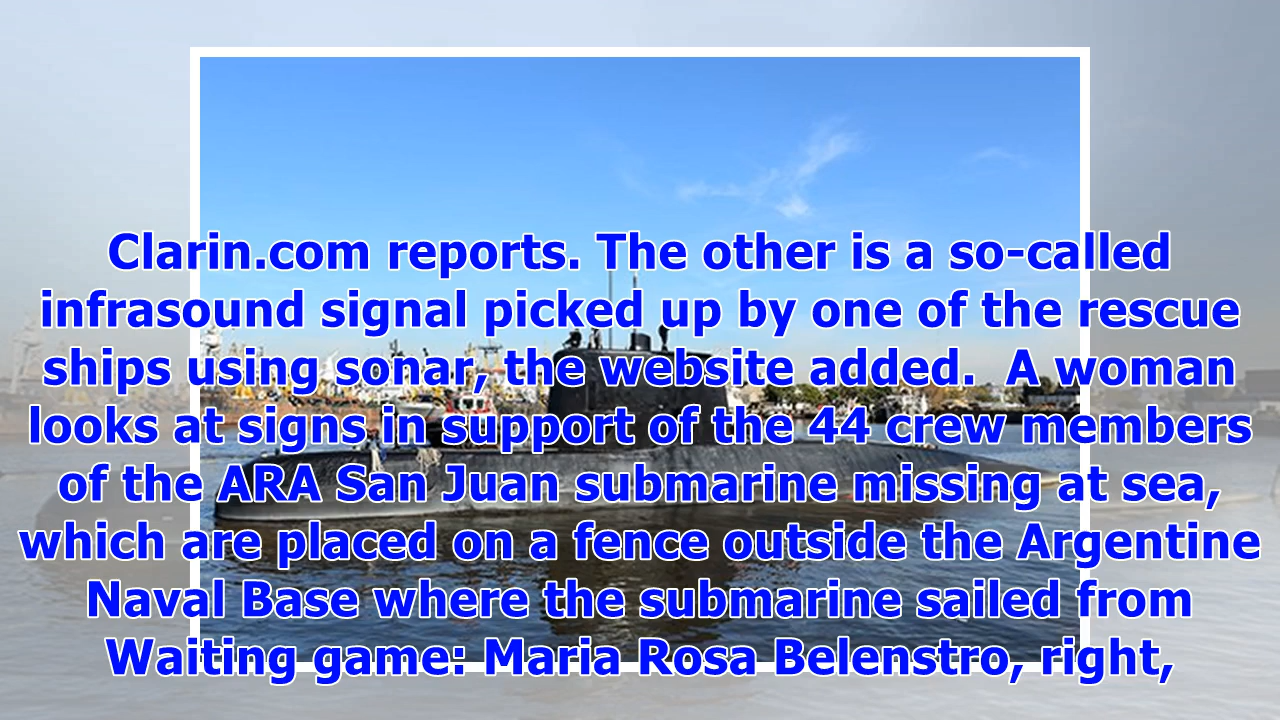 Clarin.com reports. The other is a so-called
infrasound signal picked up by one of the rescue
ships using sonar, the website added.  A woman
looks at signs in support of the 44 crew members
of the ARA San Juan submarine missing at sea,
which are placed on a fence outside the Argentine
Naval Base where the submarine sailed from
Waiting game: Maria Rosa Belenstro, right,